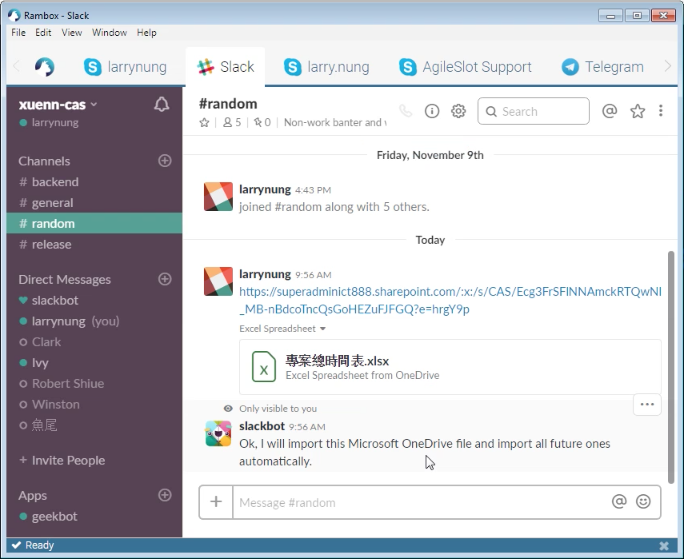 Rambox - Slack
File Edit View Window Help
larrynung Slack larry.nung AgileSlot Support Telegram
xuenn-cas
larrynung
Channels
# backend
# general
# random
# release
Direct Messages
slackbot
larrynung (you)
Clark
Ivy
Robert Shiue
Winston
魚尾
+ Invite People
Apps
geekbot
#random
5 0 Non-work banter and
Search
Friday, November 9th
larrynung 4:43 PM
joined #random along with 5 others.
Today
larrynung 9:56 AM
https://superadminict888.sharepoint.com/:x:/s/CAS/Ecg3FrSFlNNAmckRTQwNI
_MB-nBdcoTncQsGoHEZuFJFGQ?e=hrgY9p
Excel Spreadsheet
專案總時間表.xlsx
Excel Spreadsheet from OneDrive
Only visible to you
slackbot 9:56 AM
Ok, I will import this Microsoft OneDrive file and import all future ones
automatically.
Message #random
Ready